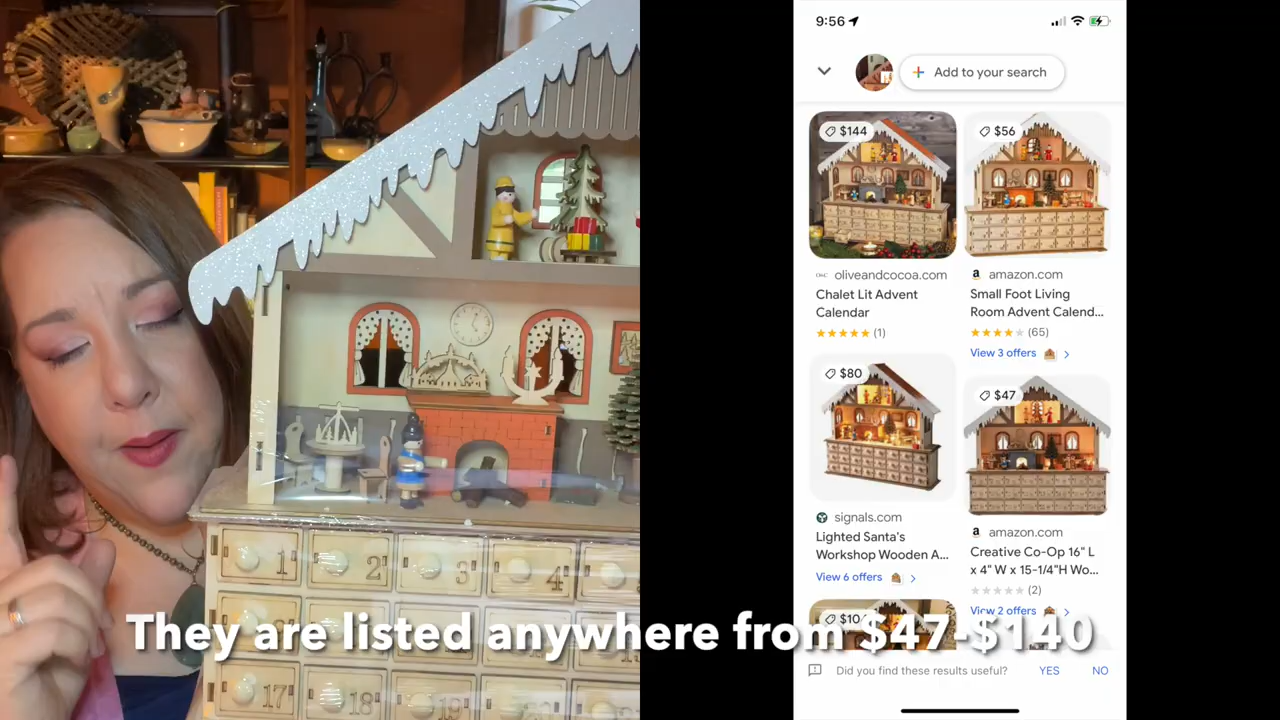 9:56
Add to your search
$144
$56
oliveandcocoa.com
Chalet Lit Advent
Calendar
(1)
amazon.com
Small Foot Living
Room Advent Calend...
(65)
View 3 offers
$80
$47
signals.com
Lighted Santa's
Workshop Wooden A...
View 6 offers
amazon.com
Creative Co-Op 16" L
x 4" W x 15-1/4"H Wo...
(2)
View 2 offers
They are listed anywhere from $47-$140
Did you find these results useful?
YES
NO
1
2
3
4
17
18
19